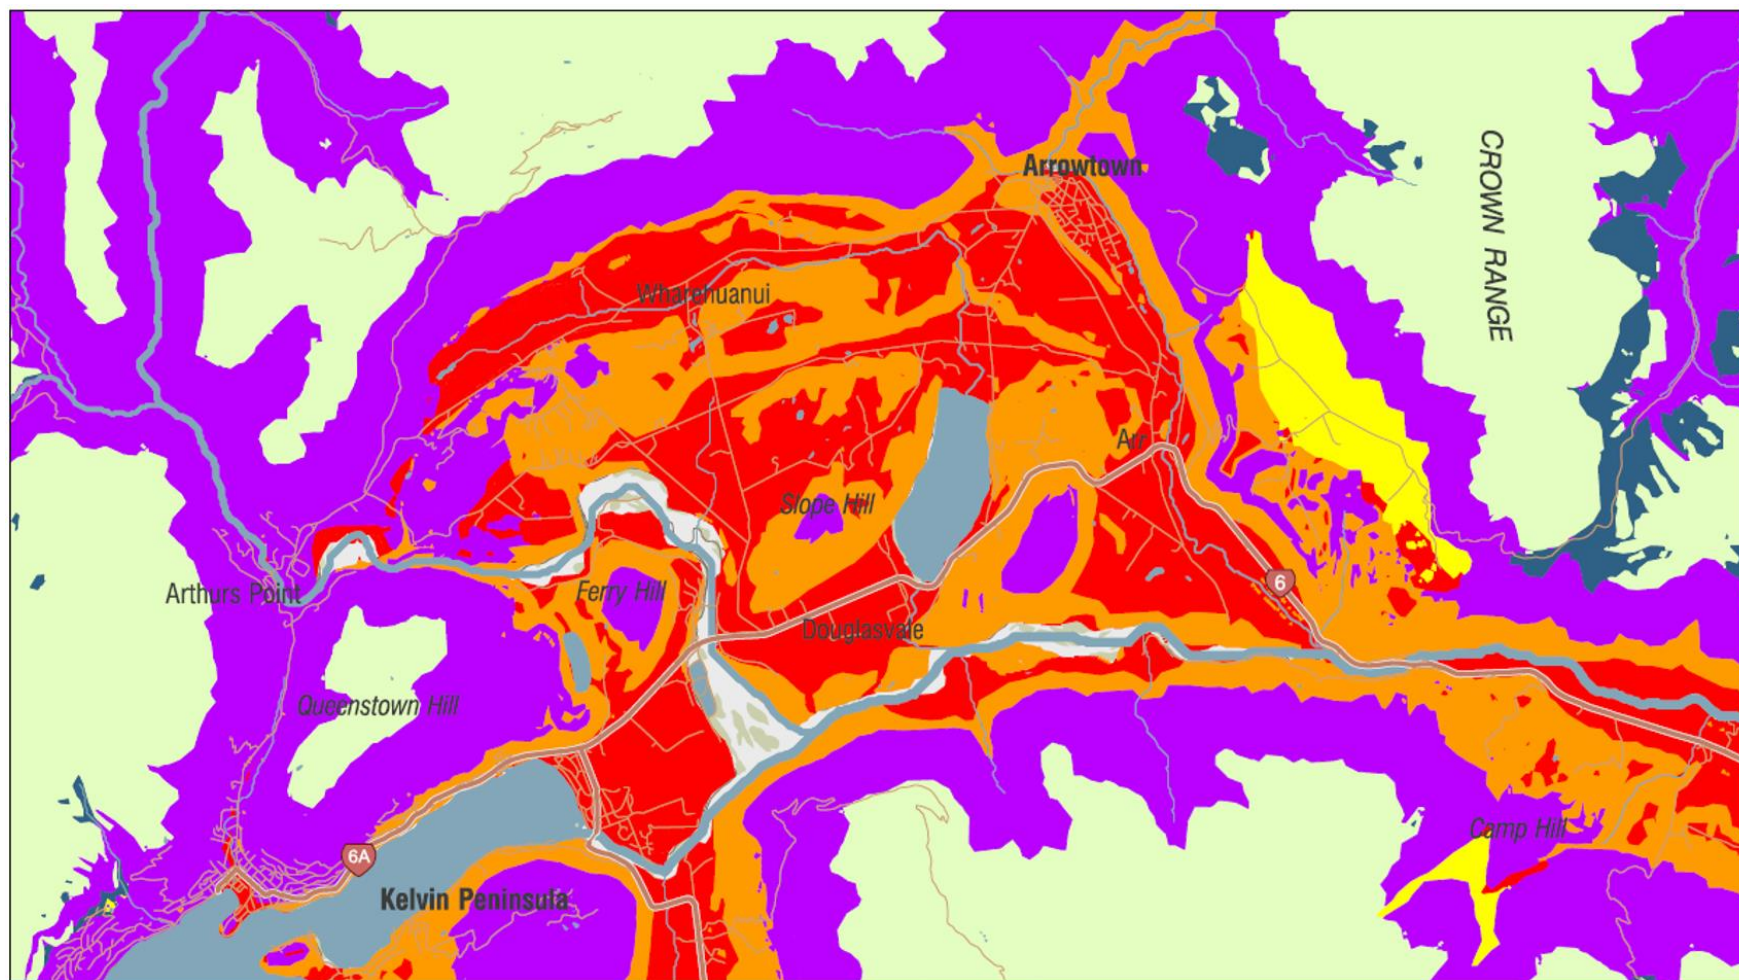 Arrowtown
CROWN RANGE
Wharehuanui
Arr
Slope Hill
6
Arthurs Point
Ferry Hill
Douglasvale
Queenstown Hill
Camp Hill
6A
Kelvin Peninsula